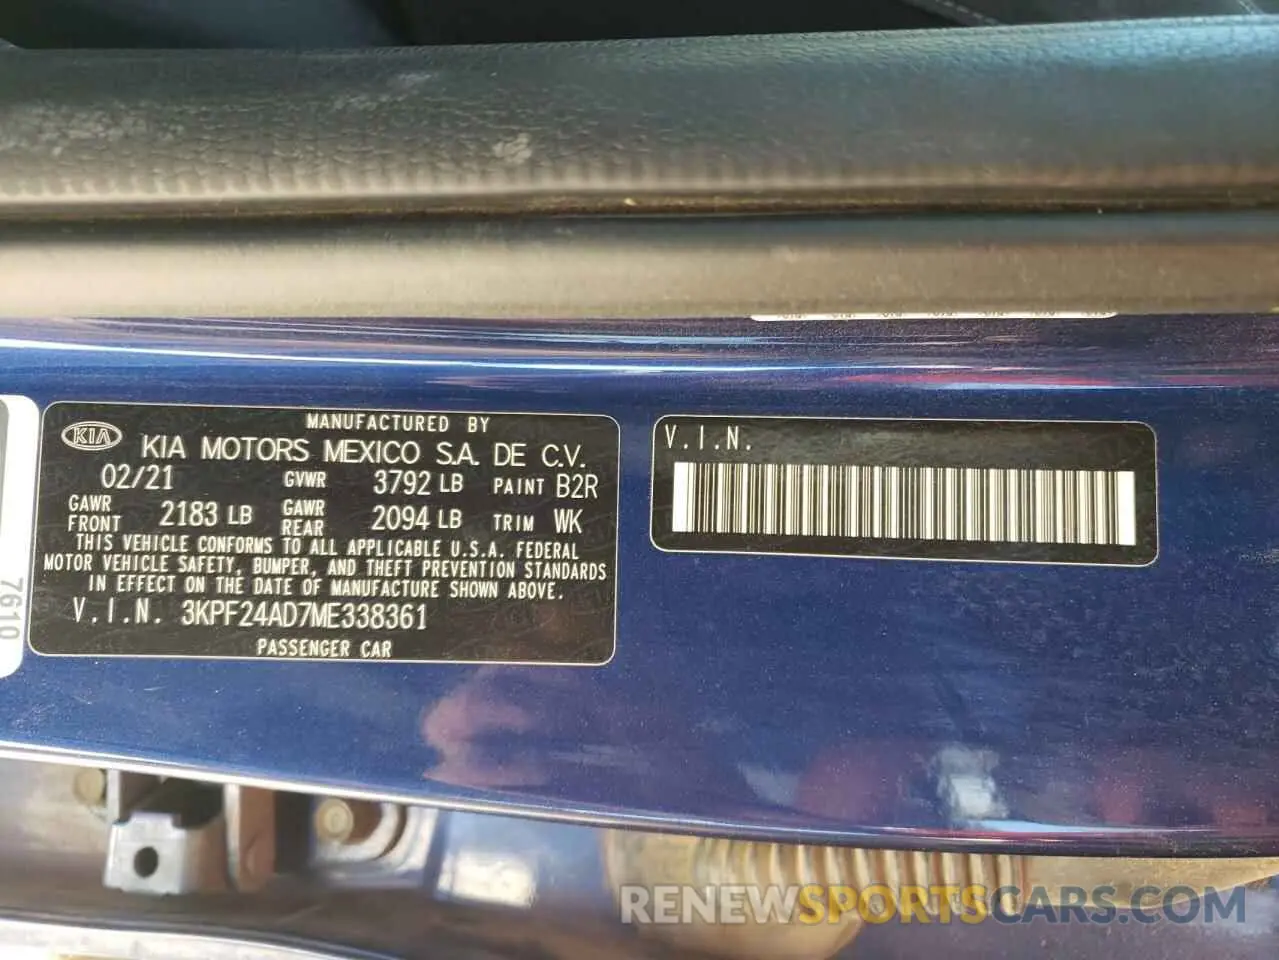 MANUFACTURED BY
KIA KIA MOTORS MEXICO S.A. DE C.V.
02/21 GVWR 3792 LB PAINT B2R
GAWR FRONT 2183 LB GAWR REAR 2094 LB TRIM WK
THIS VEHICLE CONFORMS TO ALL APPLICABLE U.S.A. FEDERAL
MOTOR VEHICLE SAFETY, BUMPER, AND THEFT PREVENTION STANDARDS
IN EFFECT ON THE DATE OF MANUFACTURE SHOWN ABOVE.
V.I.N. 3KPF24AD7ME338361
PASSENGER CAR
V.I.N.
7610
RENEWSPORTSCARS.COM